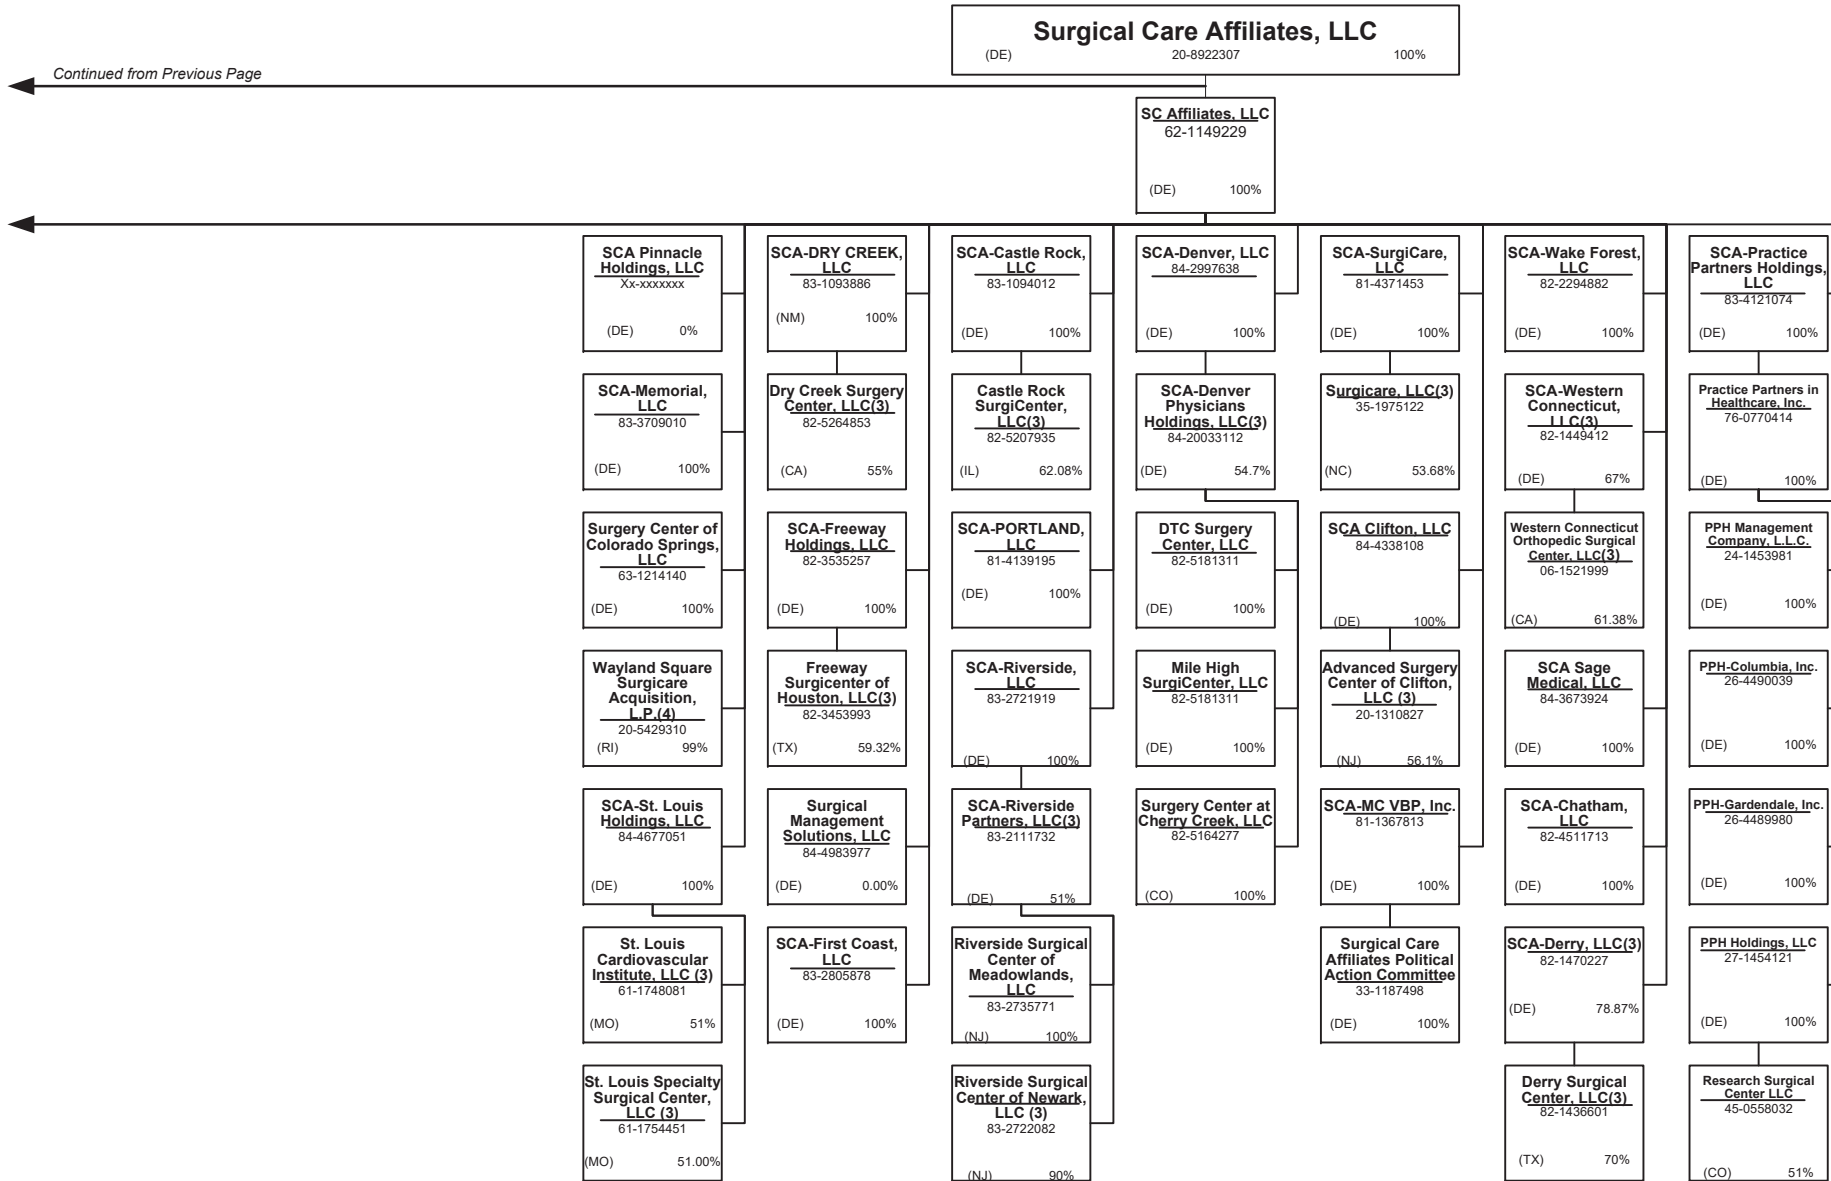 Surgical Care Affiliates, LLC
(DE) 20-8922307 100%
Continued from Previous Page
SC Affiliates, LLC
62-1149229
(DE) 100%
SCA Pinnacle
Holdings, LLC
Xx-xxxxxxx
(DE) 0%
SCA-DRY CREEK,
LLC
83-1093886
(NM) 100%
SCA-Castle Rock,
LLC
83-1094012
(DE) 100%
SCA-Denver, LLC
84-2997638
(DE) 100%
SCA-SurgiCare,
LLC
81-4371453
(DE) 100%
SCA-Wake Forest,
LLC
82-2294882
(DE) 100%
SCA-Practice
Partners Holdings,
LLC
83-4121074
(DE) 100%
SCA-Memorial,
LLC
83-3709010
(DE) 100%
Dry Creek Surgery
Center, LLC(3)
82-5264853
(CA) 55%
Castle Rock
SurgiCenter,
LLC(3)
82-5207935
(IL) 62.08%
SCA-Denver
Physicians
Holdings, LLC(3)
84-20033112
(DE) 54.7%
Surgicare, LLC(3)
35-1975122
(NC) 53.68%
SCA-Western
Connecticut,
LLC(3)
82-1449412
(DE) 67%
Practice Partners in
Healthcare, Inc.
76-0770414
(DE) 100%
Surgery Center of
Colorado Springs,
LLC
63-1214140
(DE) 100%
SCA-Freeway
Holdings, LLC
82-3535257
(DE) 100%
SCA-PORTLAND,
LLC
81-4139195
(DE) 100%
DTC Surgery
Center, LLC
82-5181311
(DE) 100%
SCA Clifton, LLC
84-4338108
(DE) 100%
Western Connecticut
Orthopedic Surgical
Center, LLC(3)
06-1521999
(CA) 61.38%
PPH Management
Company, L.L.C.
24-1453981
(DE) 100%
Wayland Square
Surgicare
Acquisition,
L.P.(4)
20-5429310
(RI) 99%
Freeway
Surgicenter of
Houston, LLC(3)
82-3453993
(TX) 59.32%
SCA-Riverside,
LLC
83-2721919
(DE) 100%
Mile High
SurgiCenter, LLC
82-5181311
(DE) 100%
Advanced Surgery
Center of Clifton,
LLC (3)
20-1310827
(NJ) 56.1%
SCA Sage
Medical, LLC
84-3673924
(DE) 100%
PPH-Columbia, Inc.
26-4490039
(DE) 100%
SCA-St. Louis
Holdings, LLC
84-4677051
(DE) 100%
Surgical
Management
Solutions, LLC
84-4983977
(DE) 0.00%
SCA-Riverside
Partners, LLC(3)
83-2111732
(DE) 51%
Surgery Center at
Cherry Creek, LLC
82-5164277
(CO) 100%
SCA-MC VBP, Inc.
81-1367813
(DE) 100%
SCA-Chatham,
LLC
82-4511713
(DE) 100%
PPH-Gardendale, Inc.
26-4489980
(DE) 100%
St. Louis
Cardiovascular
Institute, LLC (3)
61-1748081
(MO) 51%
SCA-First Coast,
LLC
83-2805878
(DE) 100%
Riverside Surgical
Center of
Meadowlands,
LLC
83-2735771
(NJ) 100%
Surgical Care
Affiliates Political
Action Committee
33-1187498
(DE) 100%
SCA-Derry, LLC(3)
82-1470227
(DE) 78.87%
PPH Holdings, LLC
27-1454121
(DE) 100%
St. Louis Specialty
Surgical Center,
LLC (3)
61-1754451
(MO) 51.00%
Riverside Surgical
Center of Newark,
LLC (3)
83-2722082
(NJ) 90%
Derry Surgical
Center, LLC(3)
82-1436601
(TX) 70%
Research Surgical
Center LLC
45-0558032
(CO) 51%